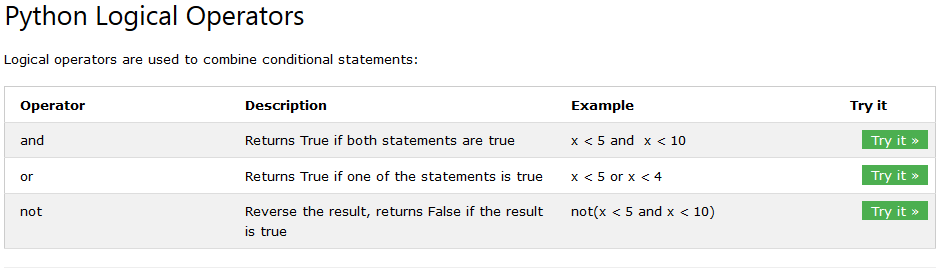 Python Logical Operators
Logical operators are used to combine conditional statements:
Operator Description Example Try it
and Returns True if both statements are true x < 5 and  x < 10 Try it »
or Returns True if one of the statements is true x < 5 or x < 4 Try it »
not Reverse the result, returns False if the result not(x < 5 and x < 10) Try it »
is true